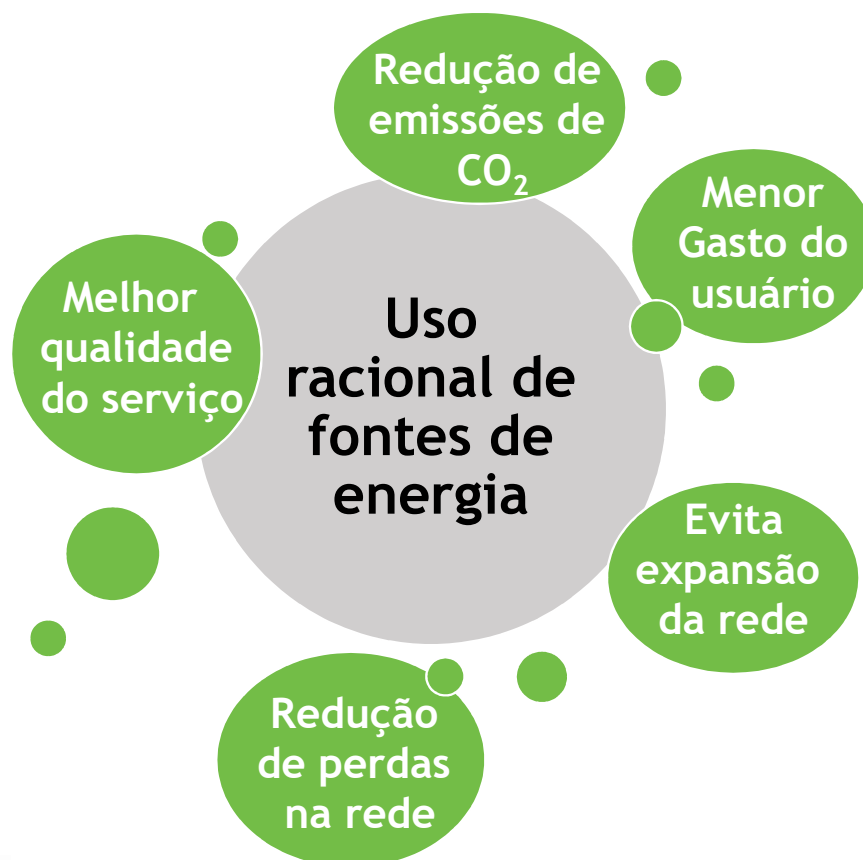 Redução de
emissões de
CO₂
Menor
Gasto do
usuário
Melhor
qualidade
do serviço
Uso
racional de
fontes de
energia
Evita
expansão
da rede
Redução
de perdas
na rede